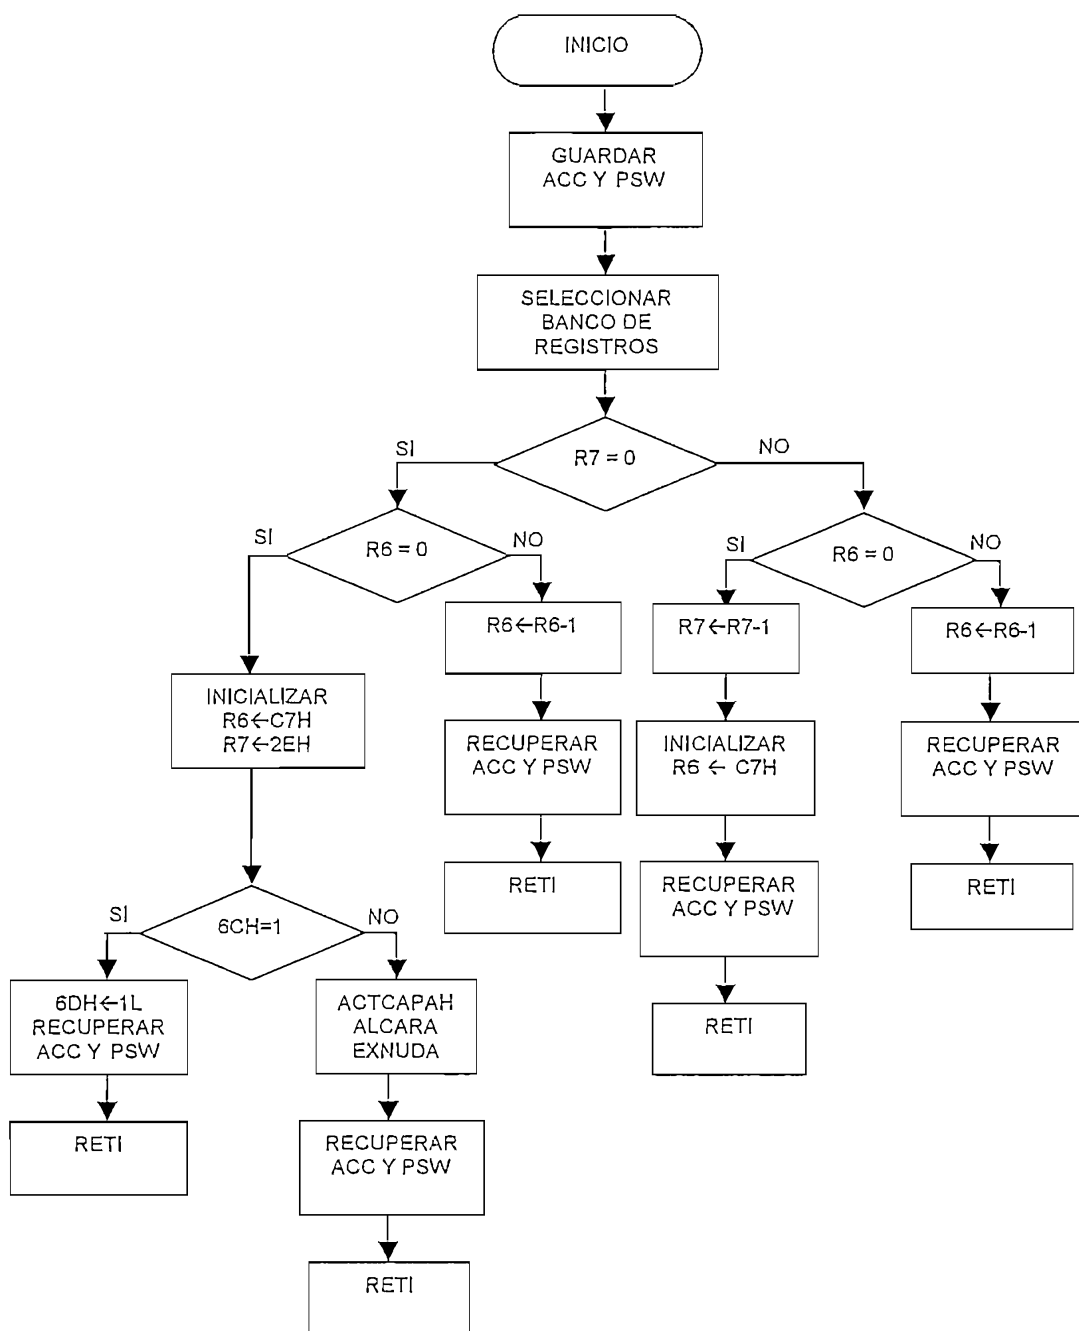 INICIO
GUARDAR
ACC Y PSW
SELECCIONAR
BANCO DE
REGISTROS
SI
R7 = 0
NO
SI
R6 = 0
NO
SI
R6 = 0
NO
R6←R6-1
R7←R7-1
R6←R6-1
INICIALIZAR
R6←C7H
R7←2EH
RECUPERAR
ACC Y PSW
INICIALIZAR
R6 ← C7H
RECUPERAR
ACC Y PSW
RETI
RECUPERAR
ACC Y PSW
RETI
SI
6CH=1
NO
6DH←1L
RECUPERAR
ACC Y PSW
ACTCAPAH
ALCARA
EXNUDA
RETI
RETI
RECUPERAR
ACC Y PSW
RETI